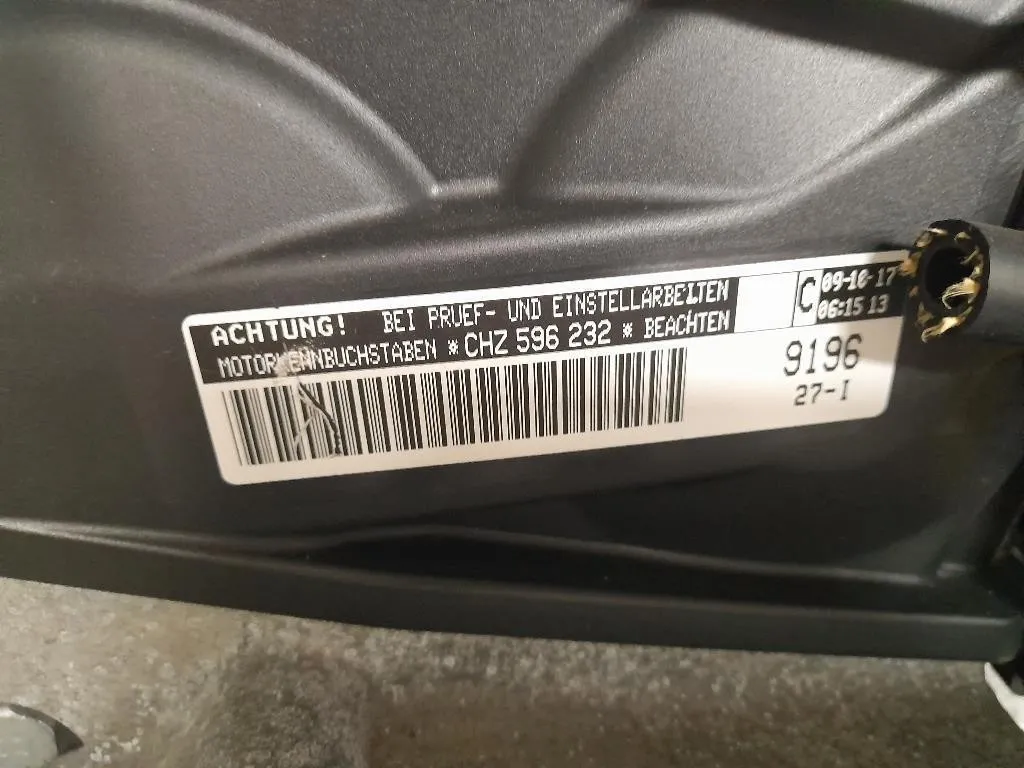 ACHTUNG! BEI PRUEF- UND EINSTELLARBEITEN
MOTORKENNBUCHSTABEN * CHZ 596 232 * BEACHTEN
C
09-10-17
06:15 13
9196
27-I